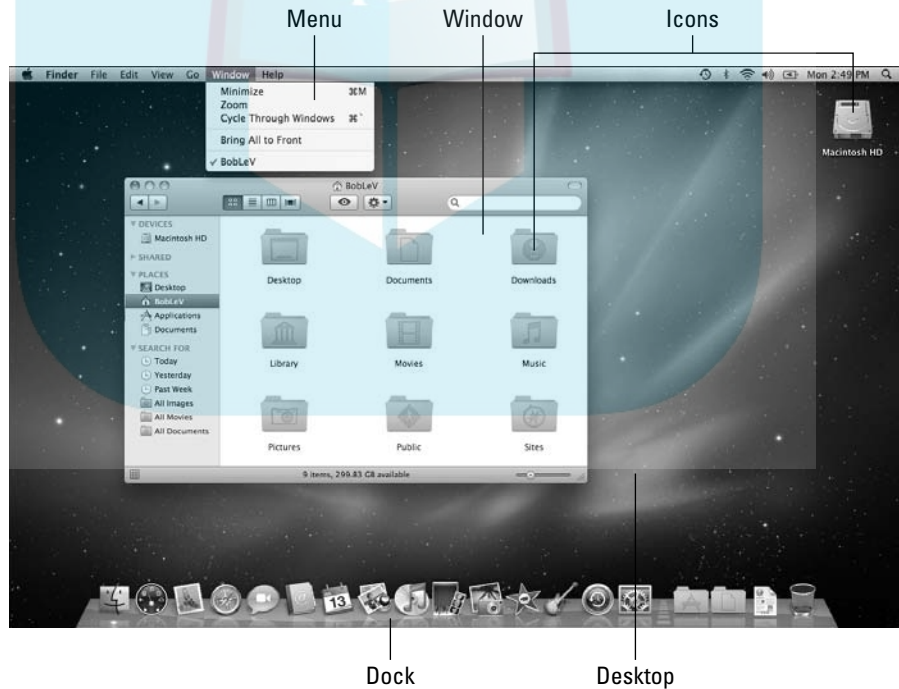 Menu Window Icons
Finder File Edit View Go Window Help Mon 2:49 PM
Minimize ⌘M
Zoom
Cycle Through Windows ⌘`
Bring All to Front
✓ BobLeV
Macintosh HD
BobLeV
DEVICES
Macintosh HD
SHARED
PLACES
Desktop
BobLeV
Applications
Documents
SEARCH FOR
Today
Yesterday
Past Week
All Images
All Movies
All Documents
Desktop Documents Downloads
Library Movies Music
Pictures Public Sites
9 items, 299.83 GB available
13
Dock Desktop